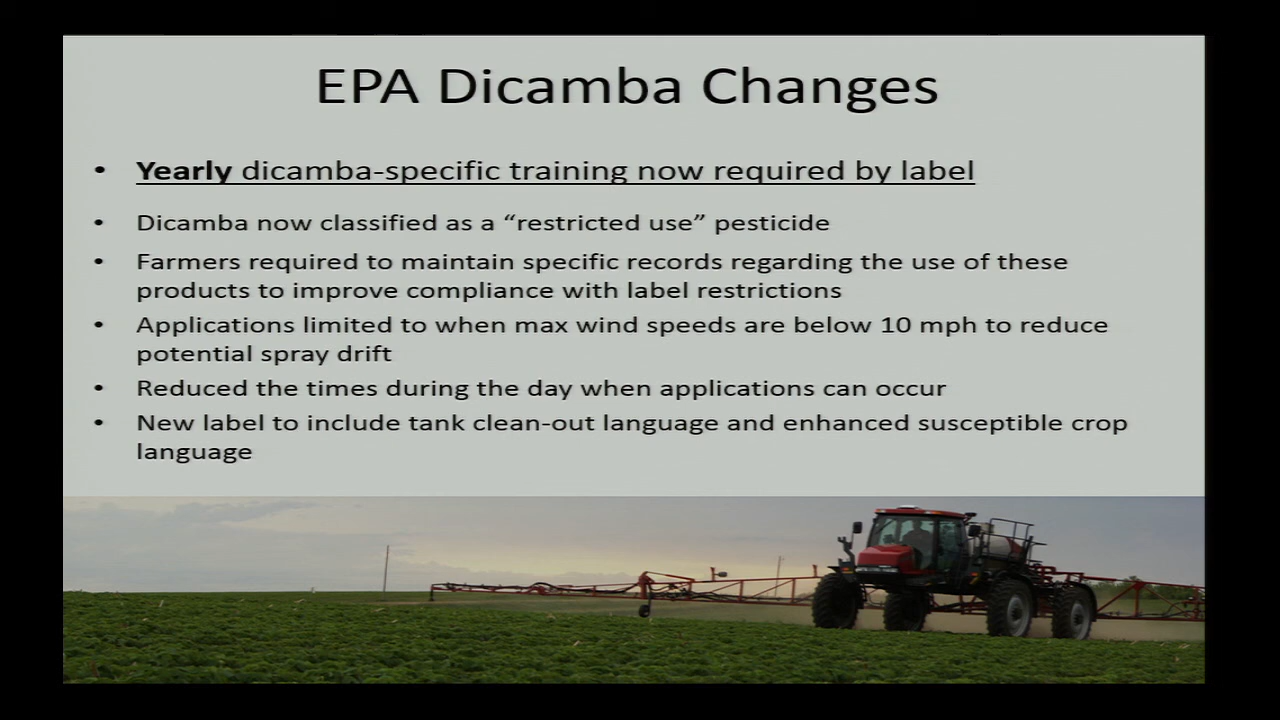 EPA Dicamba Changes
• Yearly dicamba-specific training now required by label
• Dicamba now classified as a “restricted use” pesticide
• Farmers required to maintain specific records regarding the use of these
products to improve compliance with label restrictions
• Applications limited to when max wind speeds are below 10 mph to reduce
potential spray drift
• Reduced the times during the day when applications can occur
• New label to include tank clean-out language and enhanced susceptible crop
language